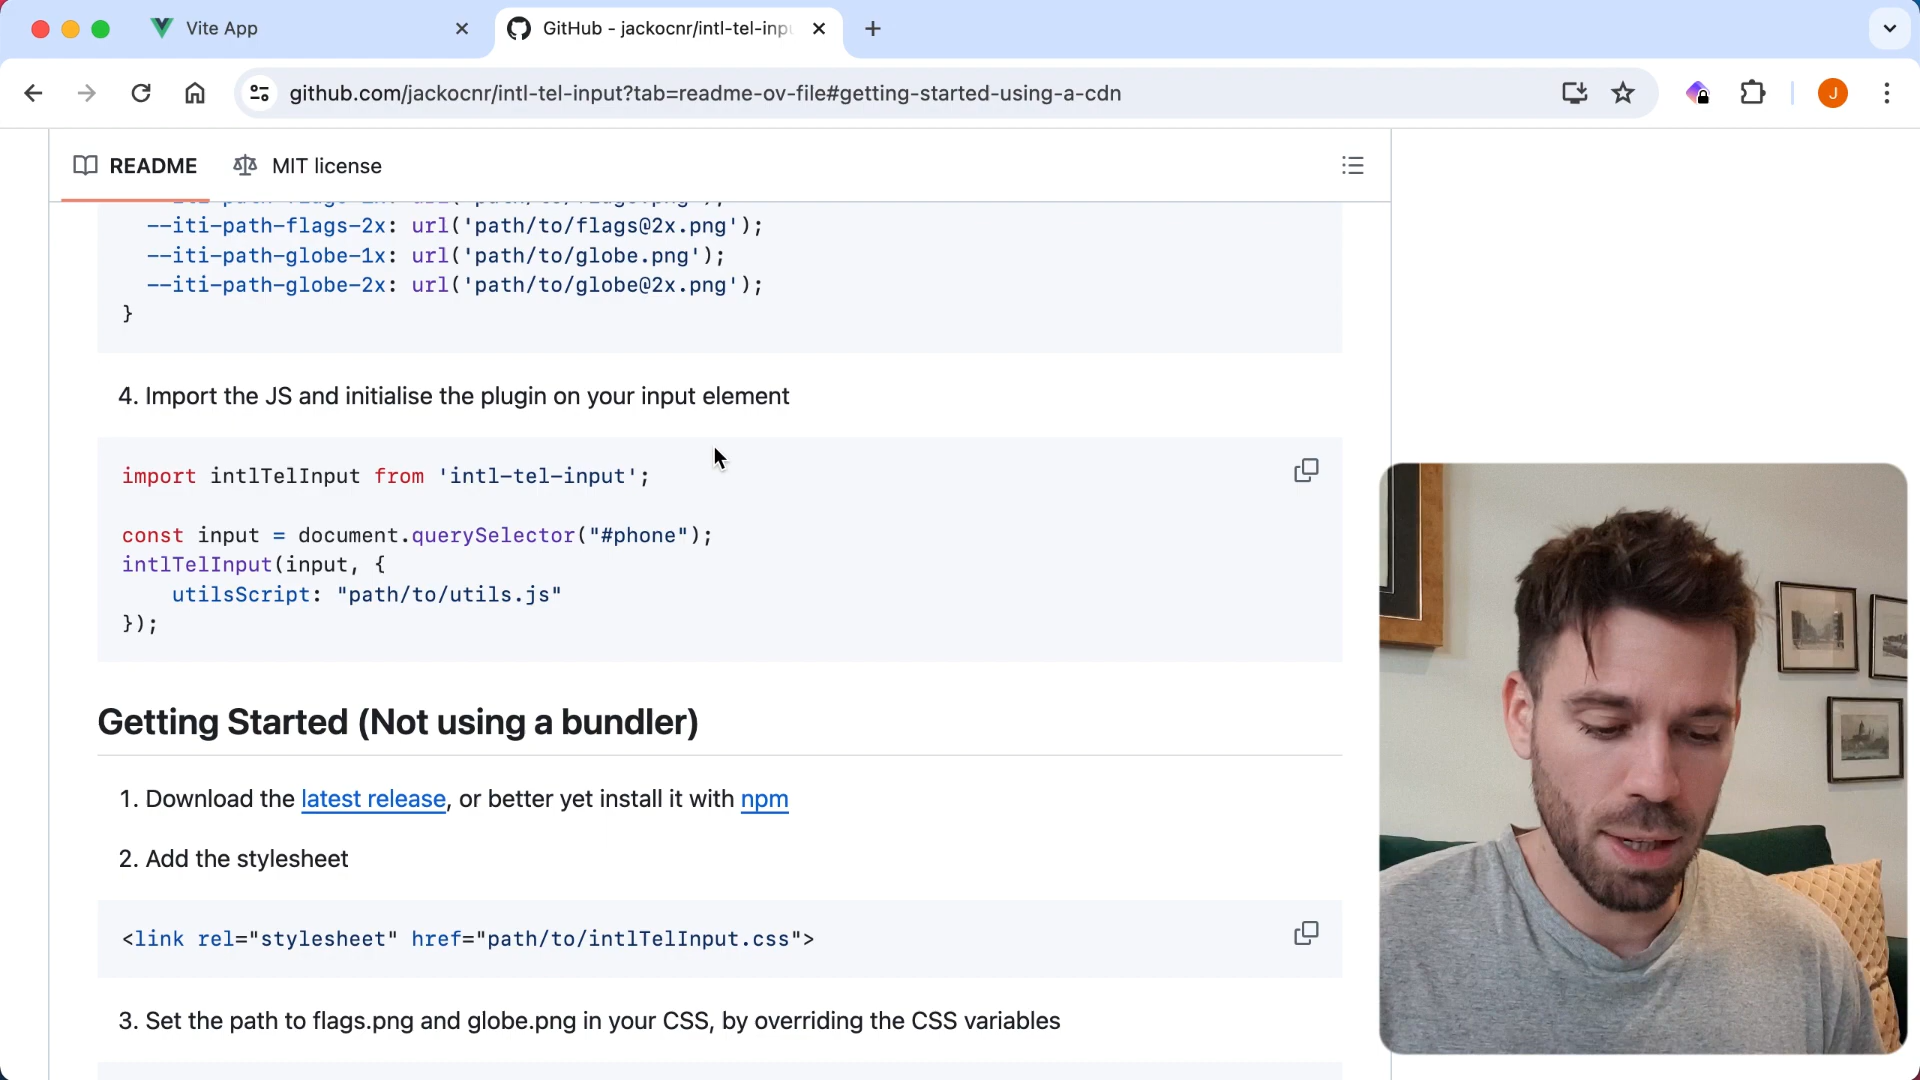 Vite App
GitHub - jackocnr/intl-tel-inpu
github.com/jackocnr/intl-tel-input?tab=readme-ov-file#getting-started-using-a-cdn
J
README
MIT license
--iti-path-flags-2x: url('path/to/flags@2x.png');
--iti-path-globe-1x: url('path/to/globe.png');
--iti-path-globe-2x: url('path/to/globe@2x.png');
}
4. Import the JS and initialise the plugin on your input element
import intlTelInput from 'intl-tel-input';
const input = document.querySelector("#phone");
intlTelInput(input, {
utilsScript: "path/to/utils.js"
});
Getting Started (Not using a bundler)
1. Download the latest release, or better yet install it with npm
2. Add the stylesheet
<link rel="stylesheet" href="path/to/intlTelInput.css">
3. Set the path to flags.png and globe.png in your CSS, by overriding the CSS variables